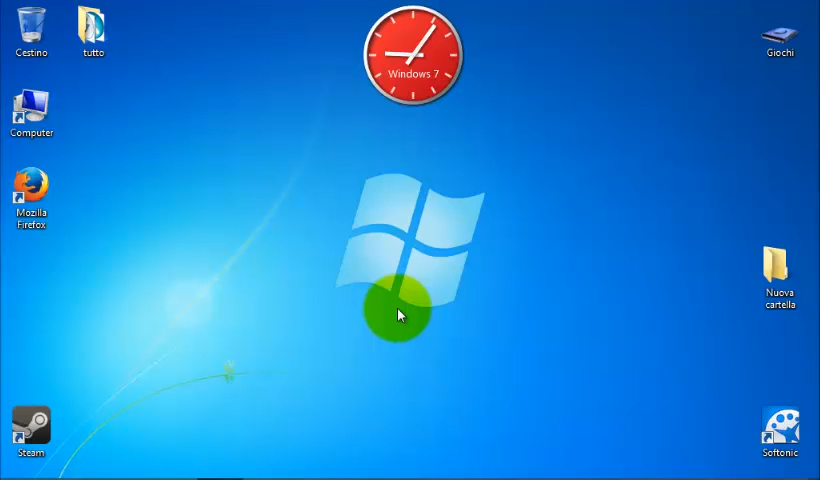 Cestino
tutto
Windows 7
Giochi
Computer
Mozilla
Firefox
Nuova
cartella
Steam
Softonic